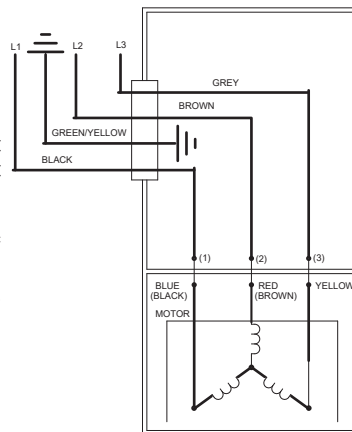 L1
L2
L3
GREY
BROWN
GREEN/YELLOW
BLACK
(1)
(2)
(3)
BLUE
(BLACK)
RED
(BROWN)
YELLOW
MOTOR